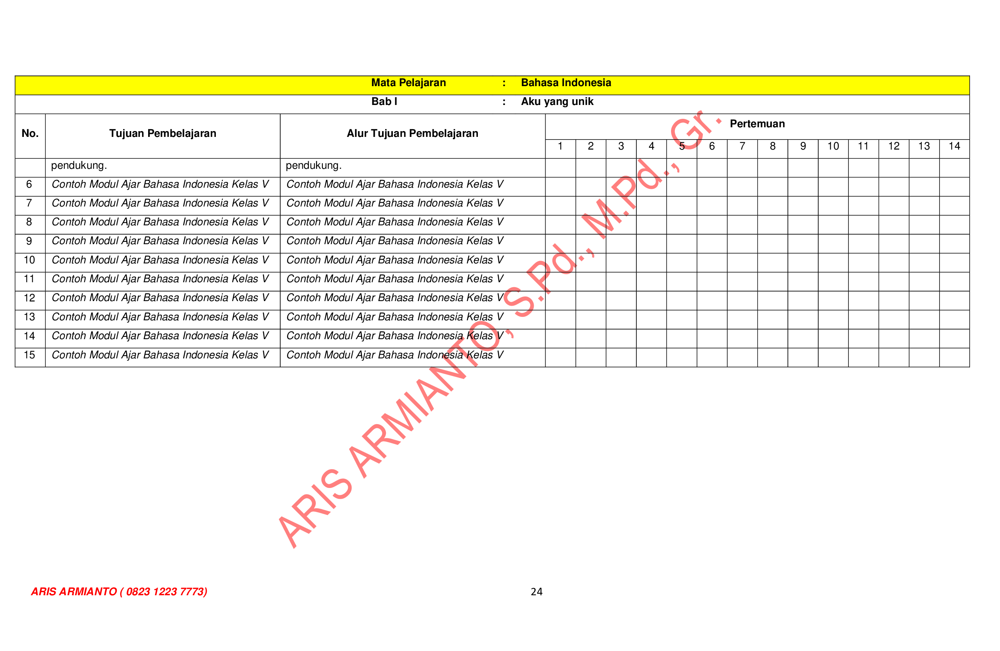 Mata Pelajaran : Bahasa Indonesia
Bab I : Aku yang unik
No. Tujuan Pembelajaran Alur Tujuan Pembelajaran Pertemuan
1 2 3 4 5 6 7 8 9 10 11 12 13 14
pendukung. pendukung.
6 Contoh Modul Ajar Bahasa Indonesia Kelas V Contoh Modul Ajar Bahasa Indonesia Kelas V
7 Contoh Modul Ajar Bahasa Indonesia Kelas V Contoh Modul Ajar Bahasa Indonesia Kelas V
8 Contoh Modul Ajar Bahasa Indonesia Kelas V Contoh Modul Ajar Bahasa Indonesia Kelas V
9 Contoh Modul Ajar Bahasa Indonesia Kelas V Contoh Modul Ajar Bahasa Indonesia Kelas V
10 Contoh Modul Ajar Bahasa Indonesia Kelas V Contoh Modul Ajar Bahasa Indonesia Kelas V
11 Contoh Modul Ajar Bahasa Indonesia Kelas V Contoh Modul Ajar Bahasa Indonesia Kelas V
12 Contoh Modul Ajar Bahasa Indonesia Kelas V Contoh Modul Ajar Bahasa Indonesia Kelas V
13 Contoh Modul Ajar Bahasa Indonesia Kelas V Contoh Modul Ajar Bahasa Indonesia Kelas V
14 Contoh Modul Ajar Bahasa Indonesia Kelas V Contoh Modul Ajar Bahasa Indonesia Kelas V
15 Contoh Modul Ajar Bahasa Indonesia Kelas V Contoh Modul Ajar Bahasa Indonesia Kelas V
ARIS ARMIANTO, S.Pd., M.Pd., Gr.
ARIS ARMIANTO ( 0823 1223 7773) 24